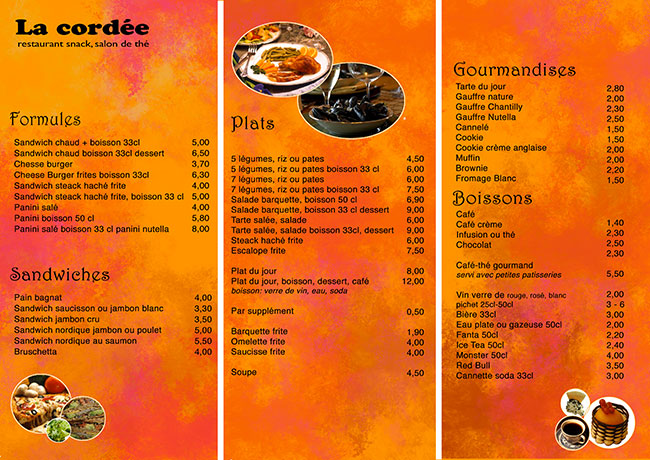 La cordée
restaurant snack, salon de thè
Formules
Sandwich chaud + boisson 33cl 5,00
Sandwich chaud boisson 33cl dessert 6,50
Chesse burger 3,70
Cheese Burger frites boisson 33 cl 6,30
Sandwich steack haché frite 4,00
Sandwich steack haché frite, boisson 33 cl 5,00
Panini salé 4,00
Panini boisson 50 cl 5,80
Panini salé boisson 33 cl panini nutella 8,00
Sandwiches
Pain bagnat 4,00
Sandwich saucisson ou jambon blanc 3,30
Sandwich jambon cru 3,50
Sandwich nordique jambon ou poulet 5,00
Sandwich nordique au saumon 5,50
Bruschetta 4,00
Plats
5 légumes, riz ou pates 4,50
5 légumes, riz ou pates boisson 33 cl 6,00
7 légumes, riz ou pates 6,00
7 légumes, riz ou pates boisson 33 cl 7,50
Salade barquette, boisson 50 cl 6,90
Salade barquette, boisson 33 cl dessert 9,00
Tarte salée, salade 6,00
Tarte salée, salade boisson 33cl, dessert 9,00
Steack haché frite 6,00
Escalope frite 7,50
Plat du jour 8,00
Plat du jour, boisson, dessert, café 12,00
boisson: verre de vin, eau, soda
Par supplément 0,50
Barquette frite 1,90
Omelette frite 4,00
Saucisse frite 4,00
Soupe 4,50
Gourmandises
Tarte du jour 2,80
Gauffre nature 2,00
Gauffre Chantilly 2,30
Gauffre Nutella 2,50
Cannelé 1,50
Cookie 1,50
Cookie crème anglaise 2,00
Muffin 2,00
Brownie 2,20
Fromage Blanc 1,50
Boissons
Café 1,40
Café crème 2,30
Infusion ou thé 2,50
Chocolat 2,30
Café-thé gourmand 5,50
servi avec petites patisseries
Vin verre de rouge, rosé, blanc 2,00
pichet 25cl-50cl 3 - 6
Bière 33cl 3,00
Eau plate ou gazeuse 50cl 2,00
Fanta 50cl 2,20
Ice Tea 50cl 2,40
Monster 50cl 4,00
Red Bull 3,50
Cannette soda 33cl 3,00